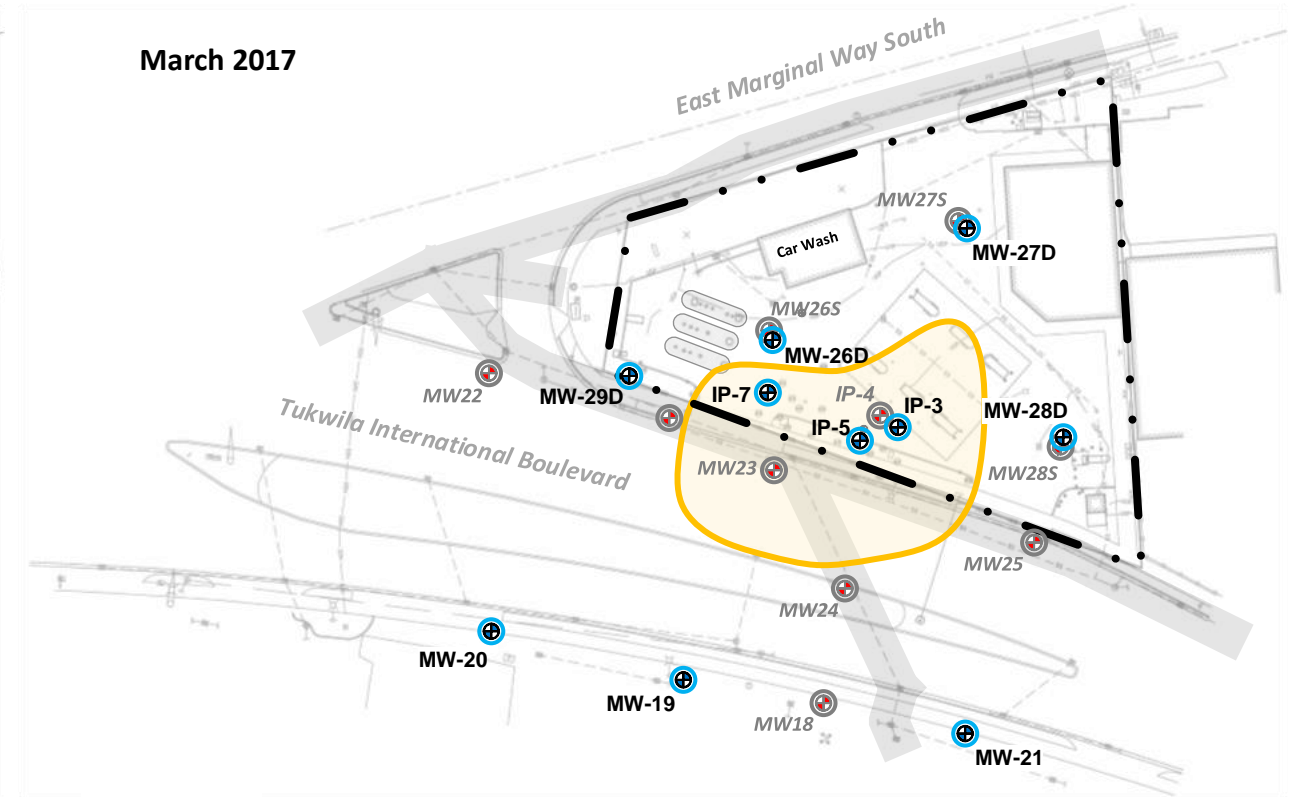 March 2017
East Marginal Way South
MW27S
MW-27D
Car Wash
MW26S
MW-26D
MW22
MW-29D
IP-7
IP-4
IP-3
MW-28D
IP-5
Tukwila International Boulevard
MW23
MW28S
MW25
MW24
MW-20
MW-19
MW18
MW-21